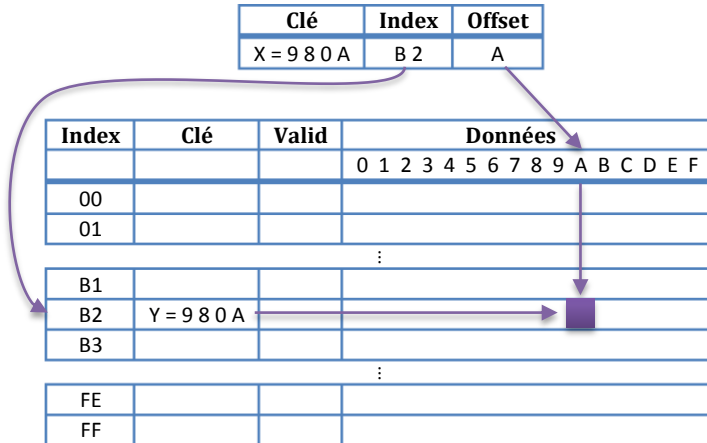 Clé Index Offset
X = 9 8 0 A B 2 A
Index Clé Valid Données
0 1 2 3 4 5 6 7 8 9 A B C D E F
00
01
⋮
B1
B2 Y = 9 8 0 A
B3
⋮
FE
FF